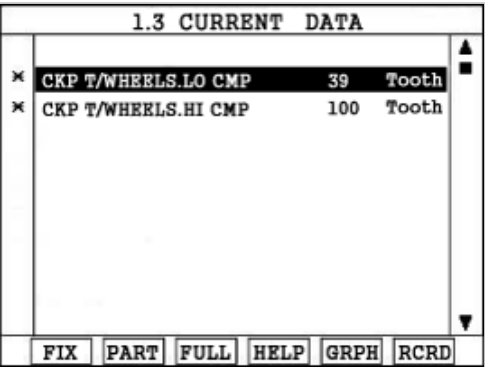 1.3 CURRENT DATA
* CKP T/WHEELS.LO CMP 39 Tooth
* CKP T/WHEELS.HI CMP 100 Tooth
FIX PART FULL HELP GRPH RCRD